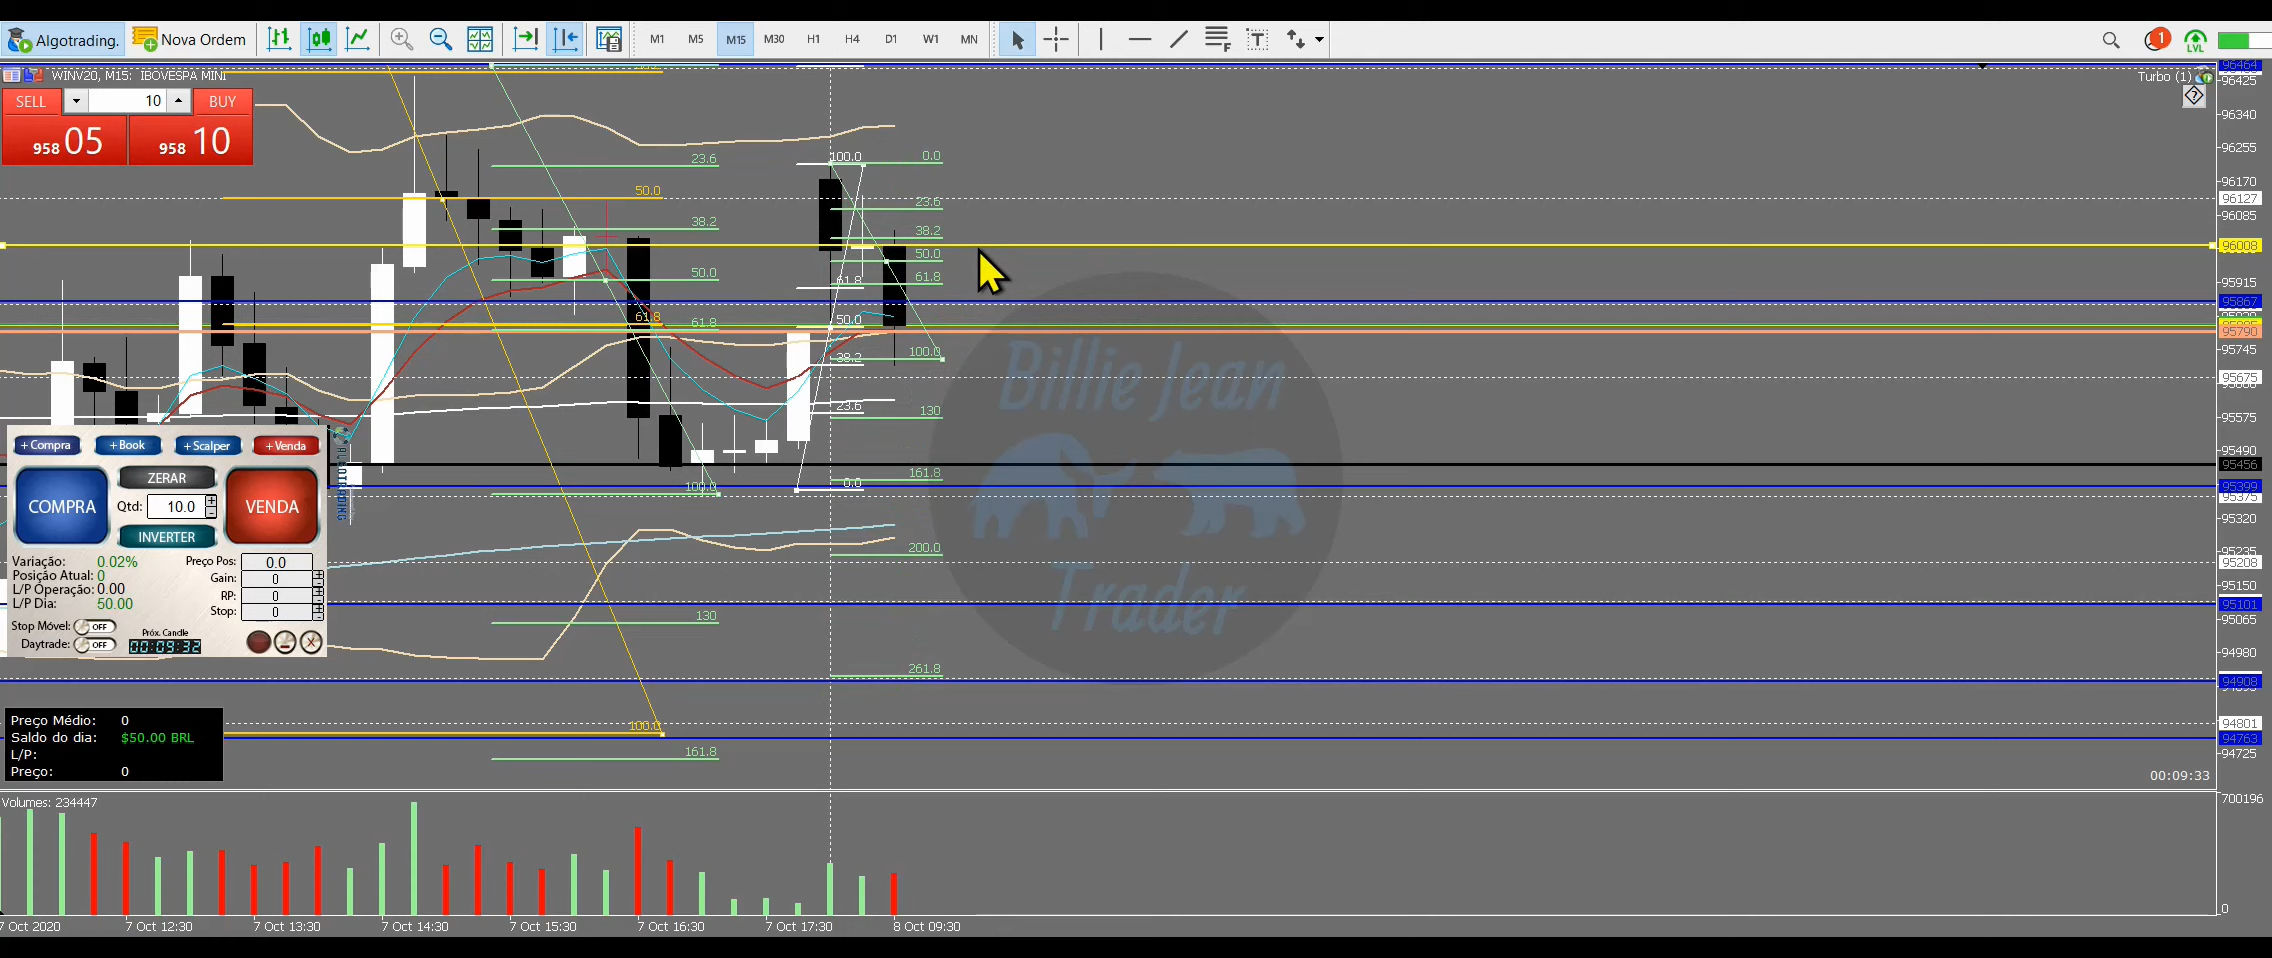 Algotrading. Nova Ordem M1 M5 M15 M30 H1 H4 D1 W1 MN 1 LVL
WINV20, M15: IBOVESPA MINI
Turbo (1)
SELL 10 BUY
958 05 958 10
23.6
50.0
38.2
50.0
61.8
61.8
100.0
130
161.8
100.0
100.0
61.8
50.0
38.2
23.6
0.0
0.0
23.6
38.2
50.0
61.8
100.0
130
161.8
200.0
261.8
Billie Jean
Trader
96464
96425
96340
96255
96170
96127
96085
96008
95915
95867
95790
95745
95675
95575
95490
95456
95399
95375
95320
95235
95208
95150
95101
95065
94980
94908
94801
94763
94725
+Compra +Book +Scalper +Venda
COMPRA ZERAR VENDA
Qtd: 10.0
INVERTER
Variação: 0.02% Preço Pos: 0.0
Posição Atual: 0 Gain: 0
L/P Operação: 0.00 RP: 0
L/P Dia: 50.00 Stop: 0
Stop Móvel: OFF Próx. Candle
Daytrade: OFF 00:09:32
Preço Médio: 0
Saldo do dia: $50.00 BRL
L/P:
Preço: 0
00:09:33
Volumes: 234447
700196
0
7 Oct 2020 7 Oct 12:30 7 Oct 13:30 7 Oct 14:30 7 Oct 15:30 7 Oct 16:30 7 Oct 17:30 8 Oct 09:30